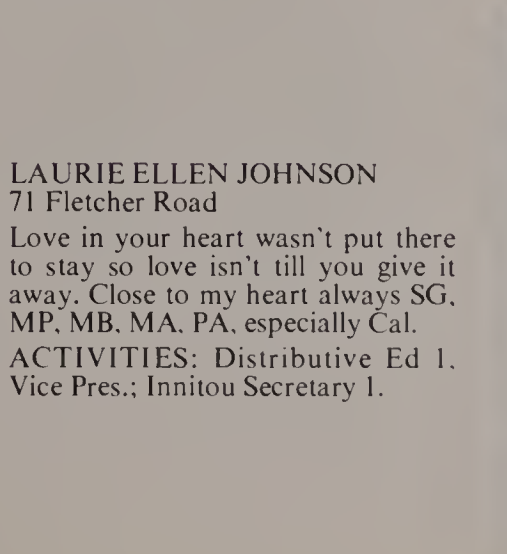 LAURIE ELLEN JOHNSON
71 Fletcher Road
Love in your heart wasn't put there
to stay so love isn't till you give it
away. Close to my heart always SG,
MP, MB, MA, PA, especially Cal.
ACTIVITIES: Distributive Ed 1,
Vice Pres.; Innitou Secretary 1.